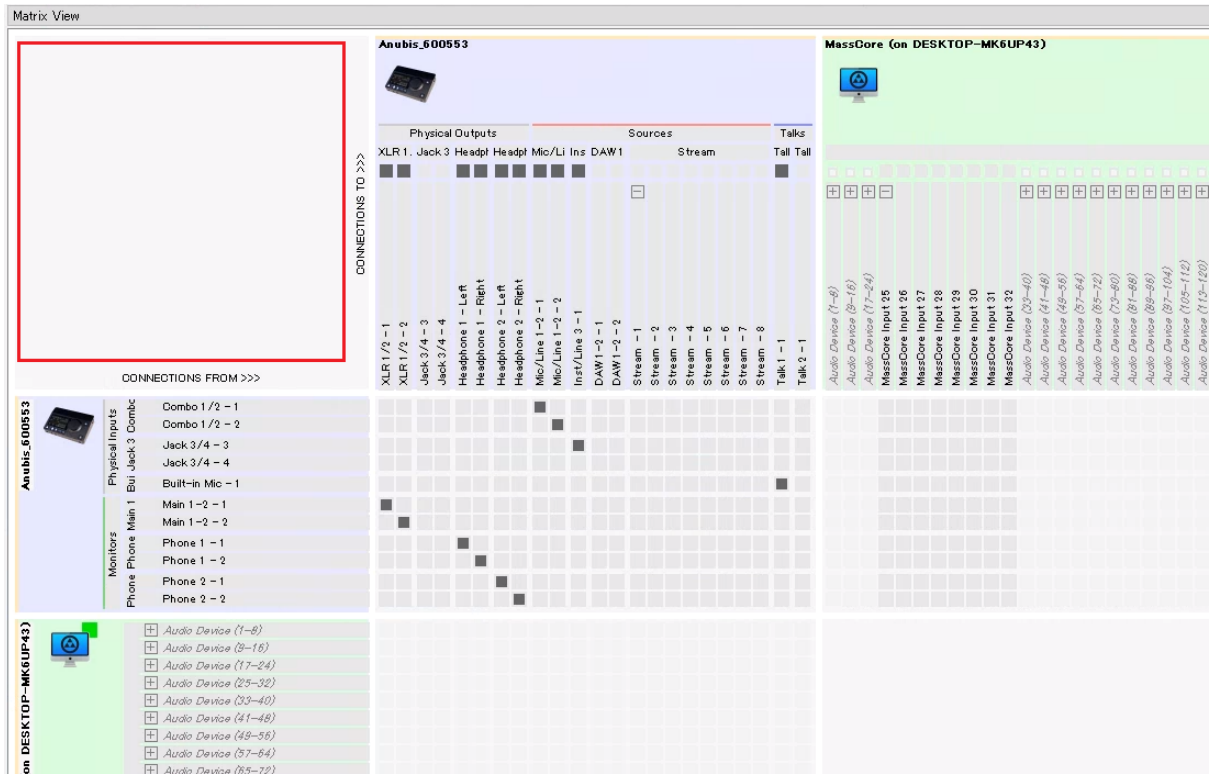 Matrix View
Anubis_600553
MassCore (on DESKTOP-MK6UP43)
Physical Outputs
Sources
Talks
XLR 1.
Jack 3
Headpl
Headpl
Mic/Li
Ins
DAW1
Stream
Tall
Tall
CONNECTIONS TO >>>
XLR 1/2 - 1
XLR 1/2 - 2
Jack 3/4 - 3
Jack 3/4 - 4
Headphone 1 - Left
Headphone 1 - Right
Headphone 2 - Left
Headphone 2 - Right
Mic/Line 1-2 - 1
Mic/Line 1-2 - 2
Inst/Line 3 - 1
DAW1-2 - 1
DAW1-2 - 2
Stream - 1
Stream - 2
Stream - 3
Stream - 4
Stream - 5
Stream - 6
Stream - 7
Stream - 8
Talk 1 - 1
Talk 2 - 1
Audio Device (1-8)
Audio Device (9-16)
Audio Device (17-24)
MassCore Input 25
MassCore Input 26
MassCore Input 27
MassCore Input 28
MassCore Input 29
MassCore Input 30
MassCore Input 31
MassCore Input 32
Audio Device (33-40)
Audio Device (41-48)
Audio Device (49-56)
Audio Device (57-64)
Audio Device (65-72)
Audio Device (73-80)
Audio Device (81-88)
Audio Device (89-96)
Audio Device (97-104)
Audio Device (105-112)
Audio Device (113-120)
CONNECTIONS FROM >>>
Anubis_600553
Physical Inputs
Combo
Combo 1/2 - 1
Combo 1/2 - 2
Jack 3
Jack 3/4 - 3
Jack 3/4 - 4
Bui
Built-in Mic - 1
Monitors
Main 1
Main 1-2 - 1
Main 1-2 - 2
Phone
Phone 1 - 1
Phone 1 - 2
Phone
Phone 2 - 1
Phone 2 - 2
on DESKTOP-MK6UP43)
Audio Device (1-8)
Audio Device (9-16)
Audio Device (17-24)
Audio Device (25-32)
Audio Device (33-40)
Audio Device (41-48)
Audio Device (49-56)
Audio Device (57-64)
Audio Device (65-72)